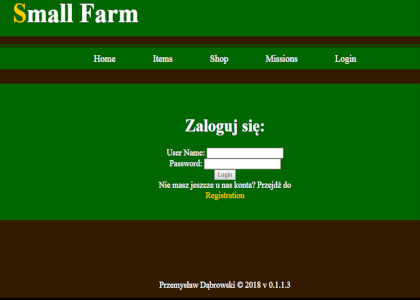 Small Farm
Home Items Shop Missions Login
Zaloguj się:
User Name:
Password:
Login
Nie masz jeszcze u nas konta? Przejdź do
Registration
Przemysław Dąbrowski © 2018 v 0.1.1.3